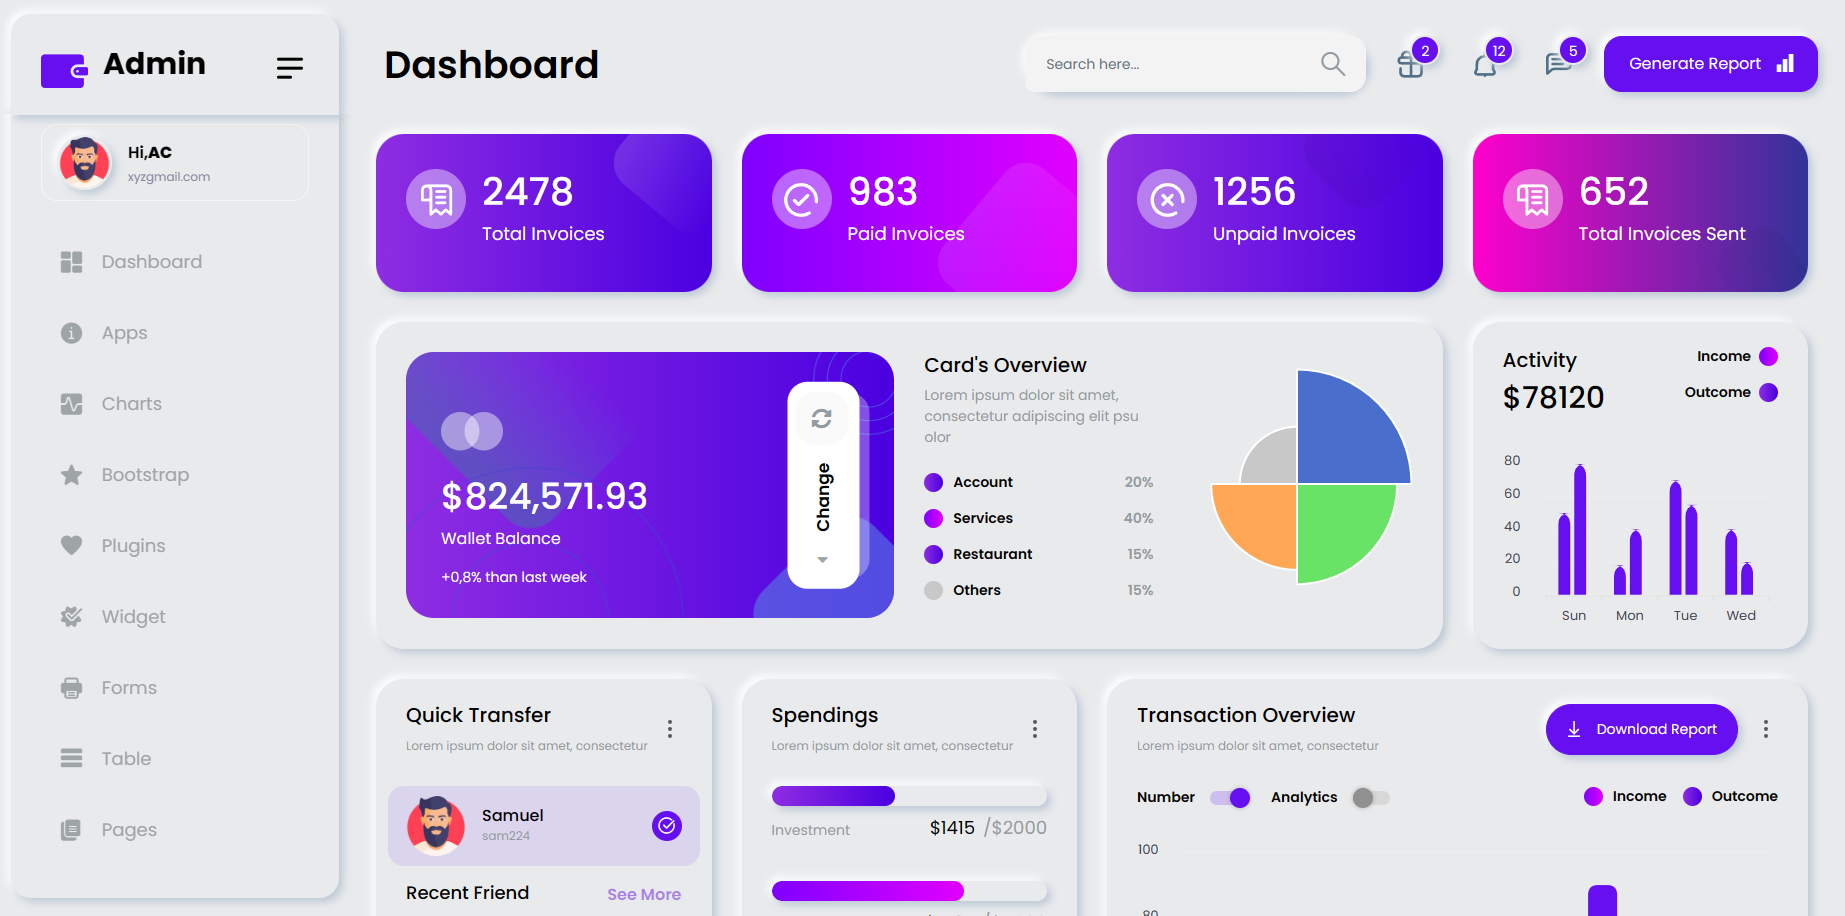 Admin
Hi,AC
xyzgmail.com
Dashboard
Apps
Charts
Bootstrap
Plugins
Widget
Forms
Table
Pages
Dashboard
Search here...
2
12
5
Generate Report
2478
Total Invoices
983
Paid Invoices
1256
Unpaid Invoices
652
Total Invoices Sent
$824,571.93
Wallet Balance
+0,8% than last week
Change
Card's Overview
Lorem ipsum dolor sit amet,
consectetur adipiscing elit psu
olor
Account 20%
Services 40%
Restaurant 15%
Others 15%
Activity
$78120
Income
Outcome
80
60
40
20
0
Sun Mon Tue Wed
Quick Transfer
Lorem ipsum dolor sit amet, consectetur
Samuel
sam224
Recent Friend See More
Spendings
Lorem ipsum dolor sit amet, consectetur
Investment $1415 /$2000
Transaction Overview
Lorem ipsum dolor sit amet, consectetur
Download Report
Number Analytics
Income Outcome
100
80